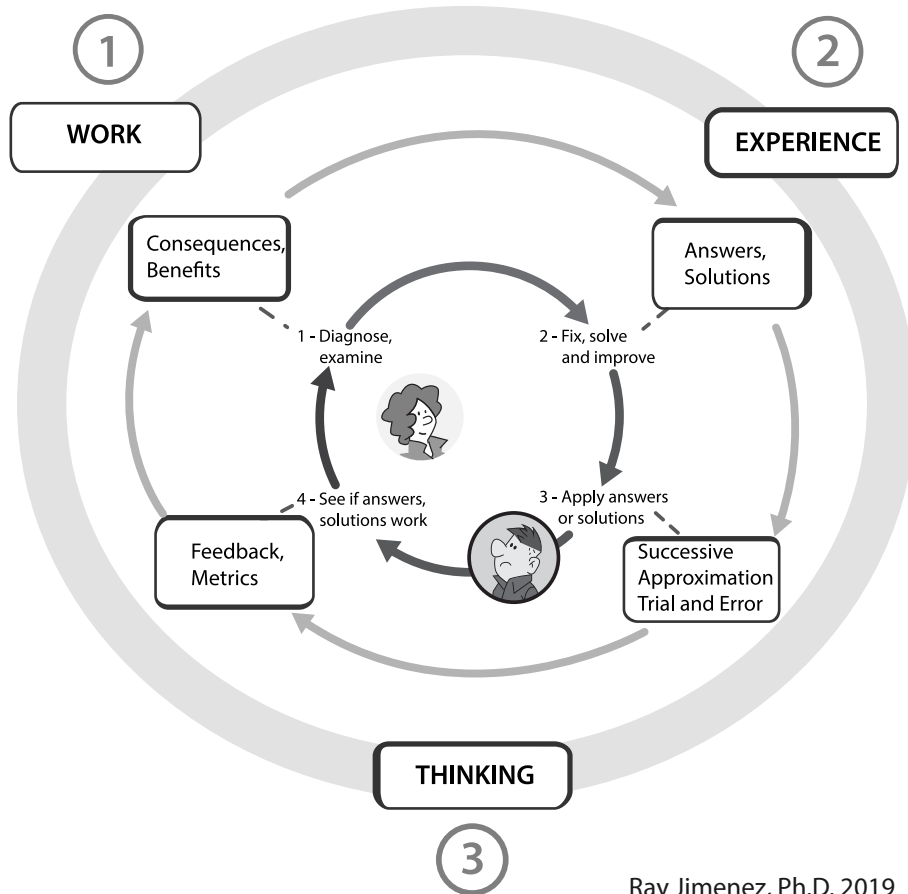 1
2
WORK
EXPERIENCE
Consequences,
Benefits
Answers,
Solutions
1 - Diagnose,
examine
2 - Fix, solve
and improve
4 - See if answers,
solutions work
3 - Apply answers
or solutions
Feedback,
Metrics
Successive
Approximation
Trial and Error
THINKING
3
Ray Jimenez, Ph.D. 2019